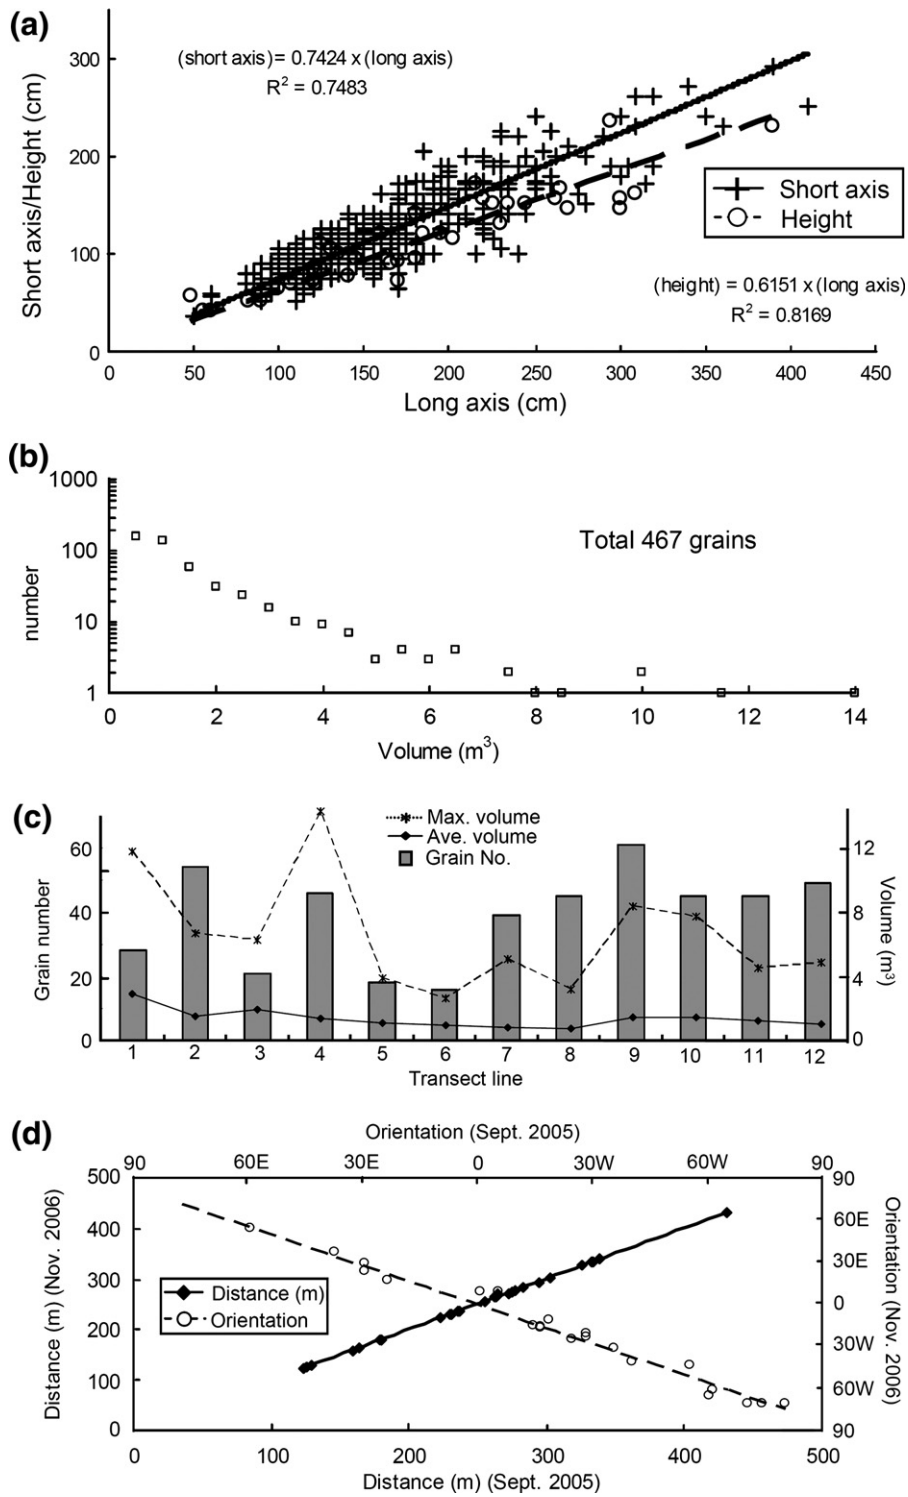 (a)
(short axis) = 0.7424 x (long axis)
R² = 0.7483
Short axis/Height (cm)
300
200
100
0
Short axis
Height
(height) = 0.6151 x (long axis)
R² = 0.8169
0 50 100 150 200 250 300 350 400 450
Long axis (cm)
(b)
number
1000
100
10
1
Total 467 grains
0 2 4 6 8 10 12 14
Volume (m³)
(c)
Max. volume
Ave. volume
Grain No.
Grain number
60
40
20
0
12
8
4
0
Volume (m³)
1 2 3 4 5 6 7 8 9 10 11 12
Transect line
(d)
Orientation (Sept. 2005)
90 60E 30E 0 30W 60W 90
Distance (m) (Nov. 2006)
500
400
300
200
100
0
Distance (m)
Orientation
90
60E
30E
0
30W
60W
90
Orientation (Nov. 2006)
0 100 200 300 400 500
Distance (m) (Sept. 2005)